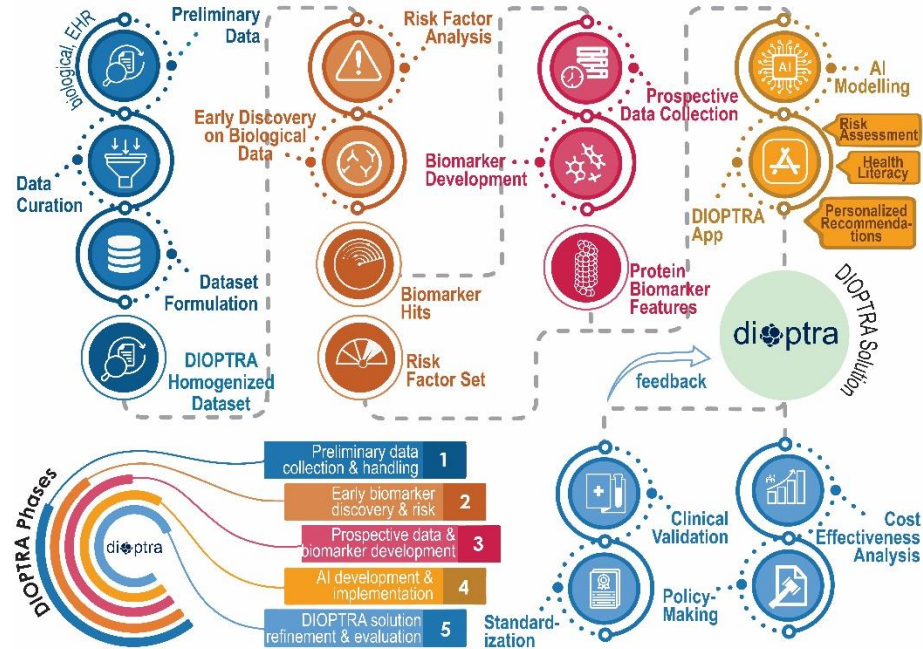 biological, EHR
Preliminary
Data
Data
Curation
Dataset
Formulation
DIOPTRA
Homogenized
Dataset
Risk Factor
Analysis
Early Discovery
on Biological
Data
Biomarker
Hits
Risk
Factor Set
Prospective
Data Collection
Biomarker
Development
Protein
Biomarker
Features
AI
AI
Modelling
DIOPTRA
App
Risk
Assessment
Health
Literacy
Personalized
Recommenda-
tions
dioptra
DIOPTRA Solution
feedback
Clinical
Validation
Standard-
ization
Cost
Effectiveness
Analysis
Policy-
Making
DIOPTRA Phases
dioptra
Preliminary data
collection & handling
1
Early biomarker
discovery & risk
2
Prospective data &
biomarker development
3
AI development &
implementation
4
DIOPTRA solution
refinement & evaluation
5